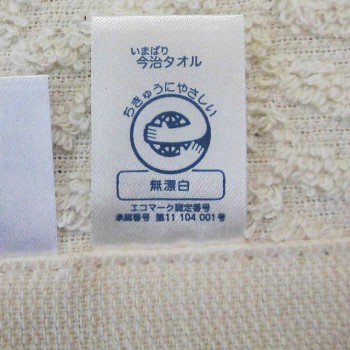 いまばり
今治タオル
ちきゅうにやさしい
無漂白
エコマーク認定番号
承認番号 第11 104 001号